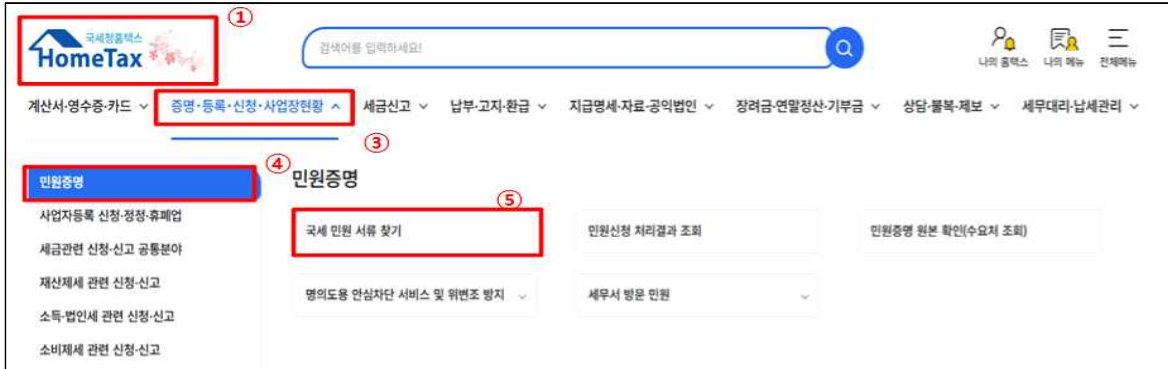 ①
국세청홈택스
HomeTax
검색어를 입력하세요!
나의 홈택스 나의 메뉴 전체메뉴
계산서·영수증·카드 증명·등록·신청·사업장현황 세금신고 납부·고지·환급 지급명세·자료·공익법인 장려금·연말정산·기부금 상담·불복·제보 세무대리·납세관리
③
④
민원증명
사업자등록 신청·정정·휴폐업
세금관련 신청·신고 공통분야
재산제세 관련 신청·신고
소득·법인세 관련 신청·신고
소비제세 관련 신청·신고
민원증명
⑤
국세 민원 서류 찾기 민원신청 처리결과 조회 민원증명 원본 확인(수요처 조회)
명의도용 안심차단 서비스 및 위변조 방지 세무서 방문 민원